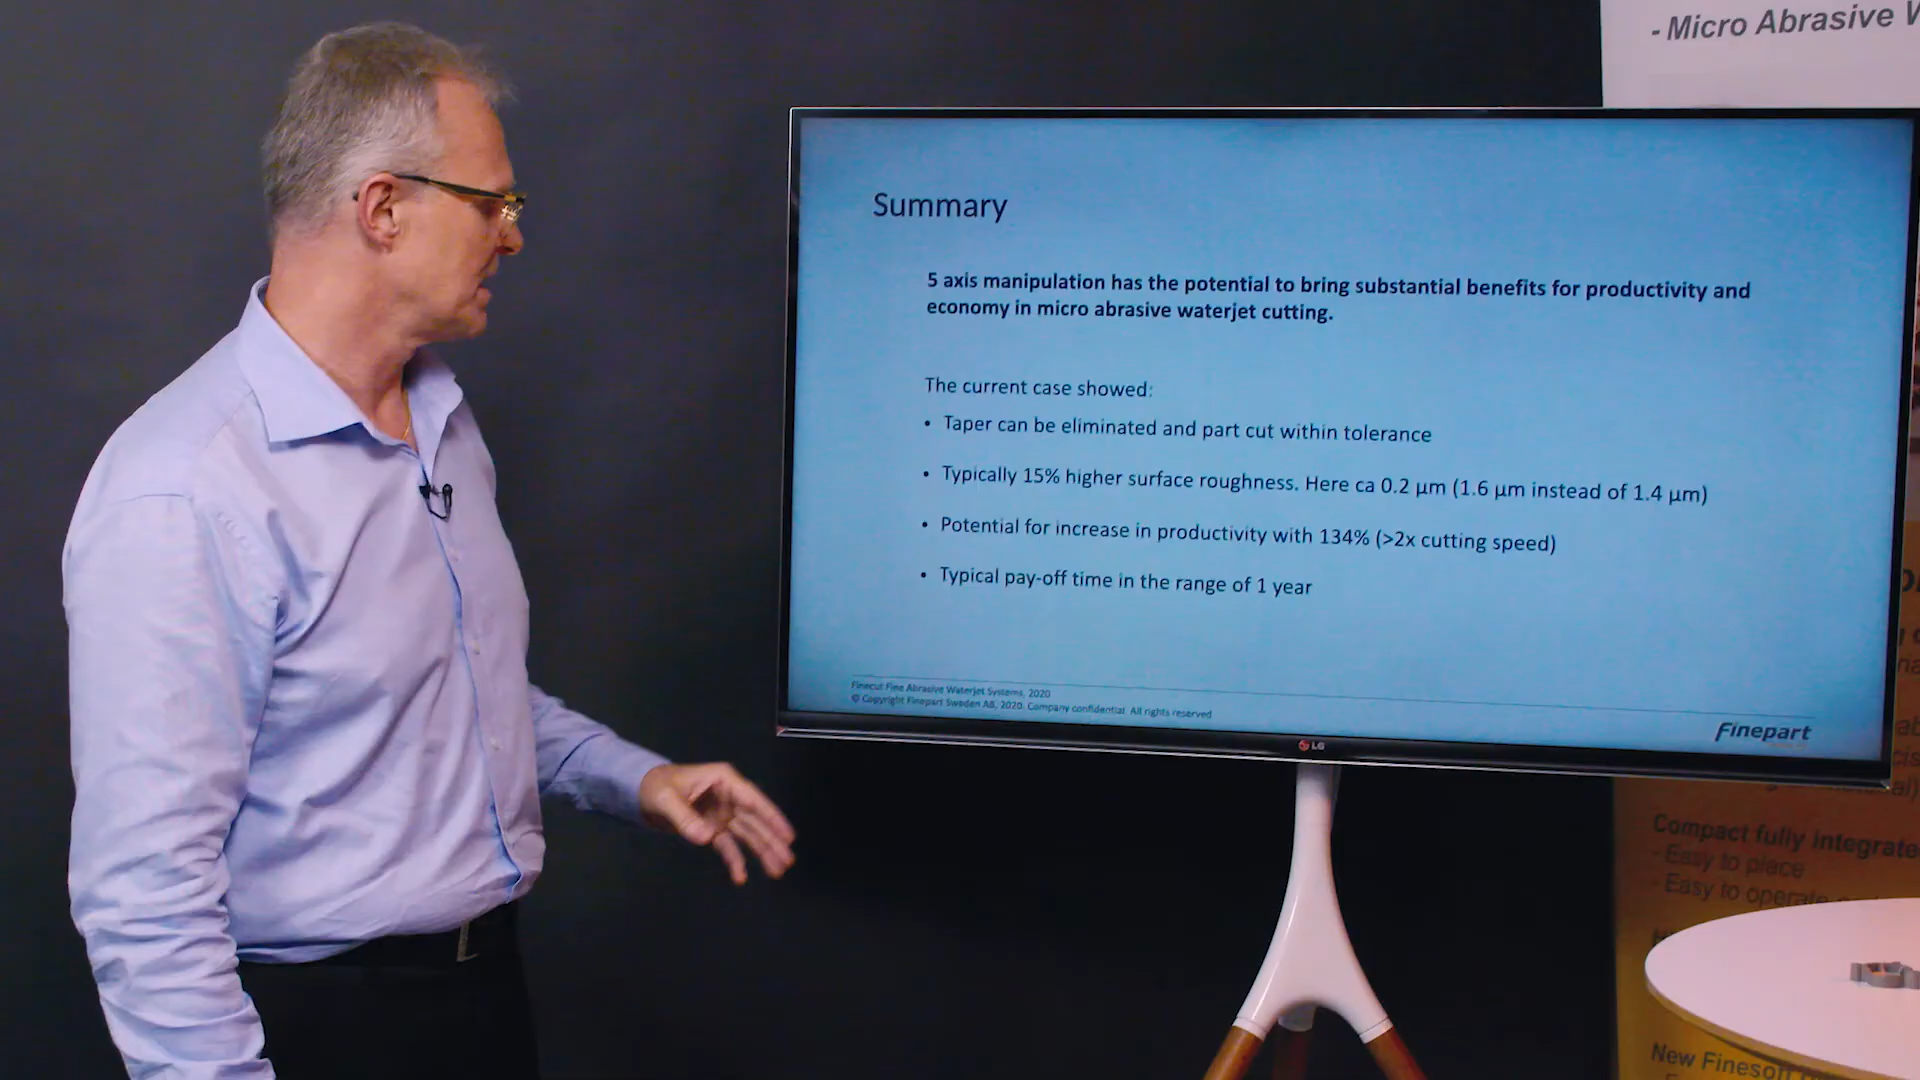 - Micro Abrasive
Summary
5 axis manipulation has the potential to bring substantial benefits for productivity and
economy in micro abrasive waterjet cutting.
The current case showed:
• Taper can be eliminated and part cut within tolerance
• Typically 15% higher surface roughness. Here ca 0.2 µm (1.6 µm instead of 1.4 µm)
• Potential for increase in productivity with 134% (>2x cutting speed)
• Typical pay-off time in the range of 1 year
Finecut Fine Abrasive Waterjet Systems, 2020
© Copyright Finepart Sweden AB, 2020. Company confidential. All rights reserved
Finepart
LG
Compact fully integrate
- Easy to place
- Easy to operate
New Finesoft